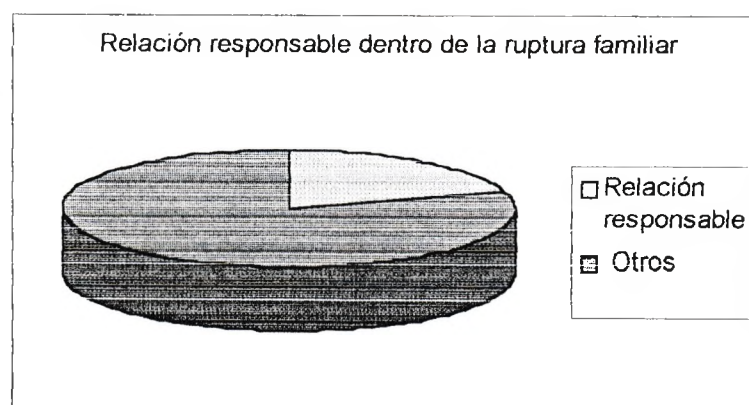 Relación responsable dentro de la ruptura familiar
Relación
responsable
Otros